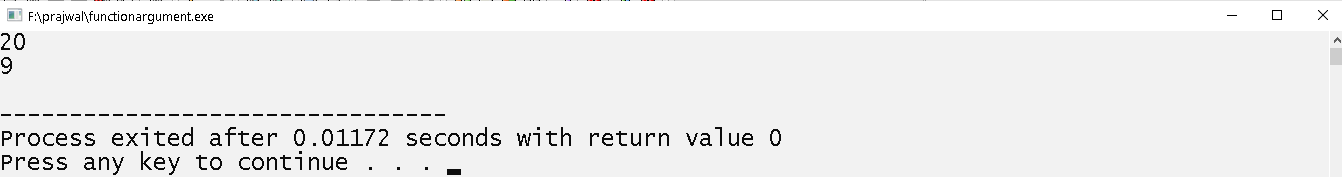 F:\prajwal\functionargument.exe
20
9
--------------------------------
Process exited after 0.01172 seconds with return value 0
Press any key to continue . . .